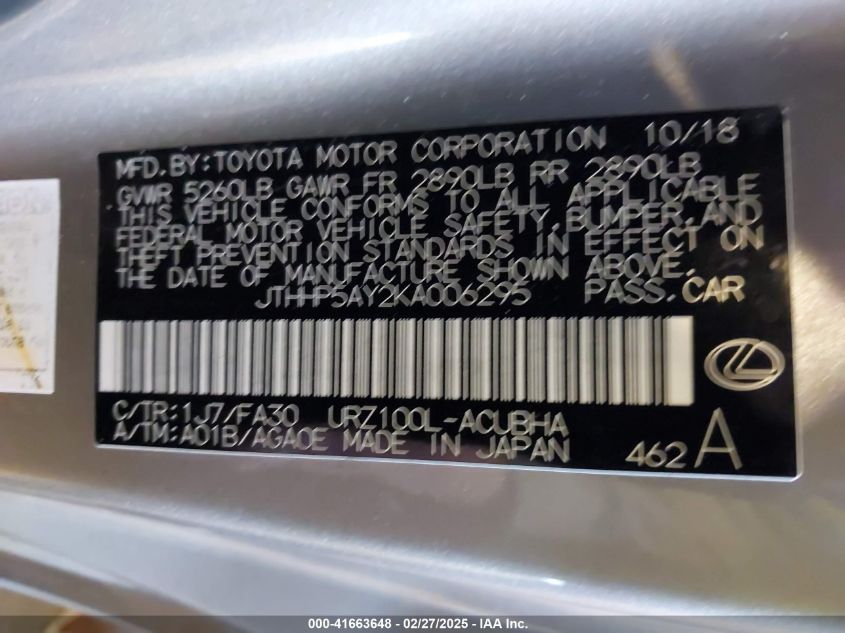 MFD.BY:TOYOTA MOTOR CORPORATION 10/18
GVWR 5260LB GAWR FR 2890LB RR 2890LB
THIS VEHICLE CONFORMS TO ALL APPLICABLE
FEDERAL MOTOR VEHICLE SAFETY,BUMPER,AND
THEFT PREVENTION STANDARDS IN EFFECT ON
THE DATE OF MANUFACTURE SHOWN ABOVE.
JTHHP5AY2KA006295 PASS.CAR
C/TR:1J7/FA30 URZ100L-ACUBHA
A/TM:A01B/AGA0E MADE IN JAPAN
462 A
000-41663648 - 02/27/2025 - IAA Inc.